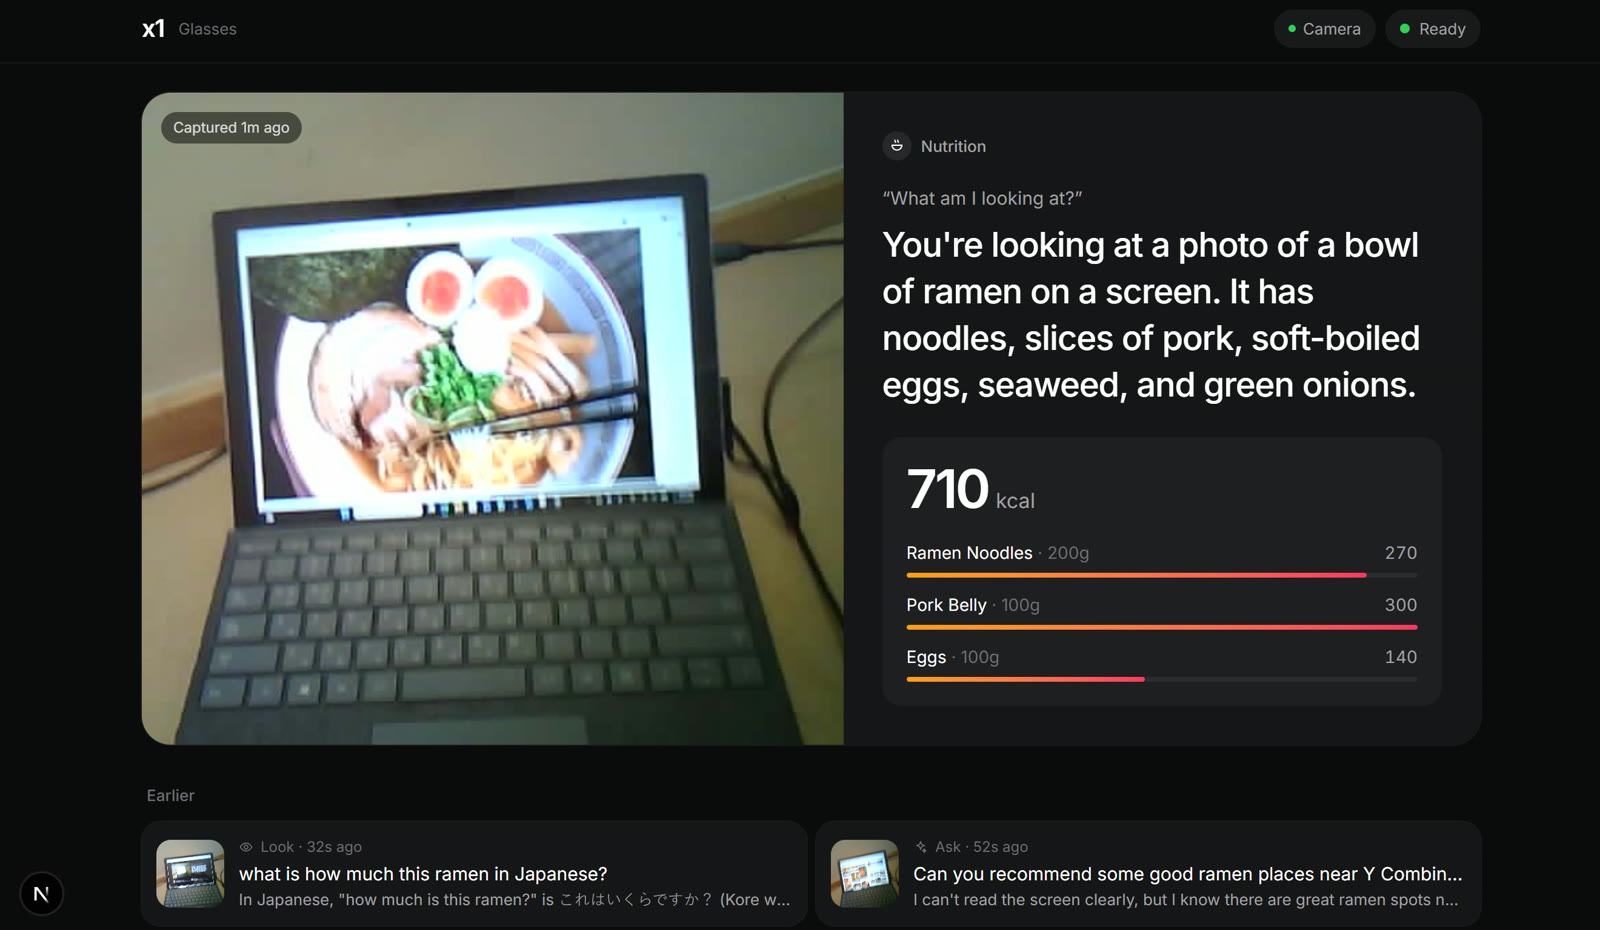 x1 Glasses
Camera
Ready
Captured 1m ago
Nutrition
“What am I looking at?”
You're looking at a photo of a bowl
of ramen on a screen. It has
noodles, slices of pork, soft-boiled
eggs, seaweed, and green onions.
710 kcal
Ramen Noodles · 200g 270
Pork Belly · 100g 300
Eggs · 100g 140
Earlier
Look · 32s ago
what is how much this ramen in Japanese?
In Japanese, "how much is this ramen?" is これはいくらですか？ (Kore w...
Ask · 52s ago
Can you recommend some good ramen places near Y Combin...
I can't read the screen clearly, but I know there are great ramen spots n...
N